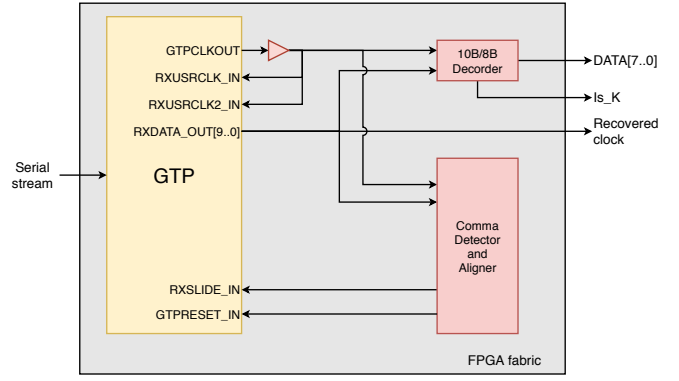 GTPCLKOUT
RXUSRCLK_IN
RXUSRCLK2_IN
RXDATA_OUT[9..0]
Serial
stream
GTP
RXSLIDE_IN
GTPRESET_IN
10B/8B
Decorder
DATA[7..0]
Is_K
Recovered
clock
Comma
Detector
and
Aligner
FPGA fabric